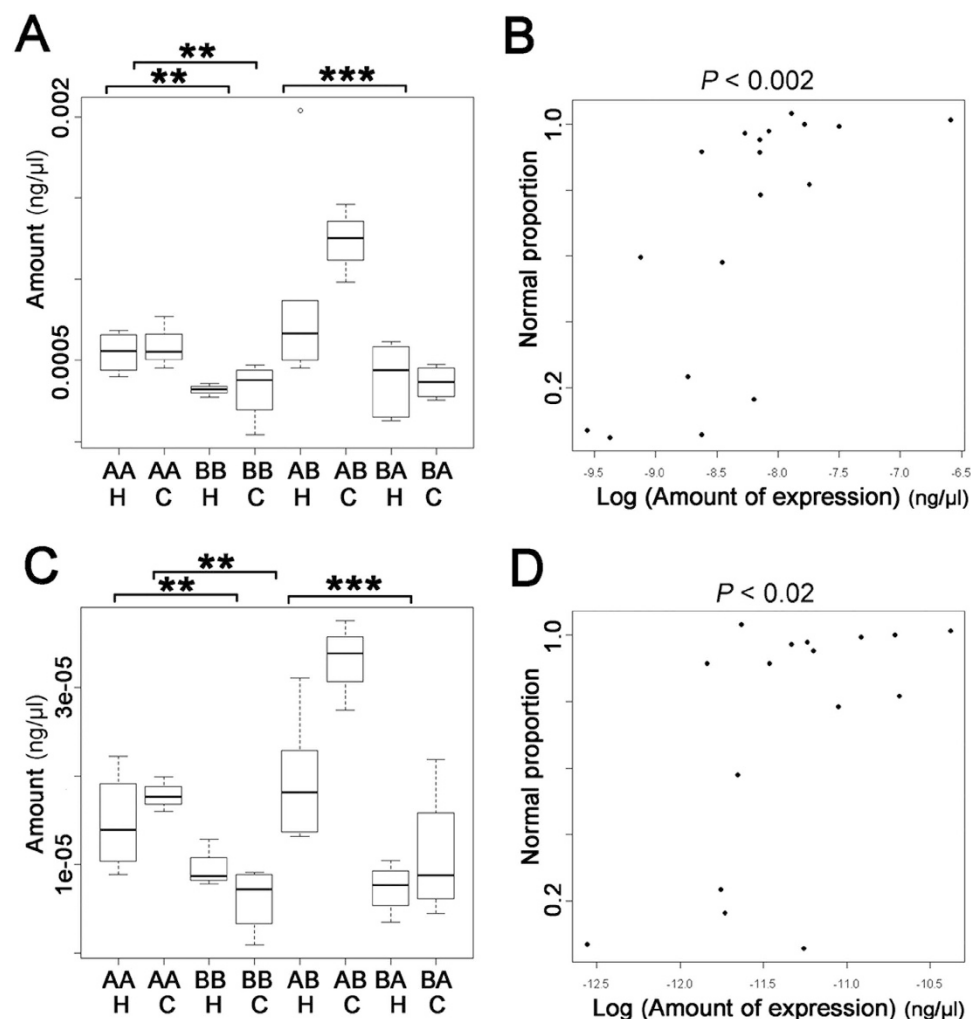 A
** 
** ***
Amount (ng/µl)
0.002
0.0005
AA AA BB BB AB AB BA BA
H C H C H C H C
B
P < 0.002
Normal proportion
1.0
0.2
-9.5 -9.0 -8.5 -8.0 -7.5 -7.0 -6.5
Log (Amount of expression) (ng/µl)
C
**
** ***
Amount (ng/µl)
3e-05
1e-05
AA AA BB BB AB AB BA BA
H C H C H C H C
D
P < 0.02
Normal proportion
1.0
0.2
-12.5 -12.0 -11.5 -11.0 -10.5
Log (Amount of expression) (ng/µl)